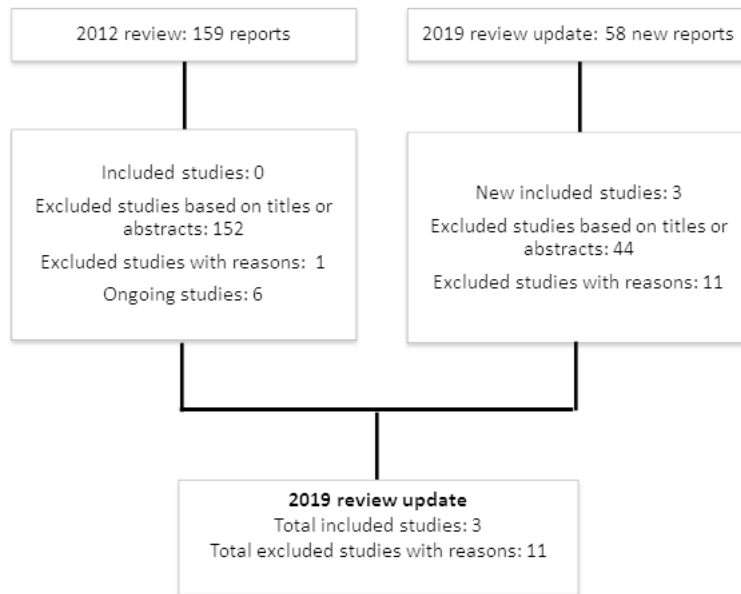 2012 review: 159 reports
2019 review update: 58 new reports
Included studies: 0
Excluded studies based on titles or
abstracts: 152
Excluded studies with reasons: 1
Ongoing studies: 6
New included studies: 3
Excluded studies based on titles or
abstracts: 44
Excluded studies with reasons: 11
2019 review update
Total included studies: 3
Total excluded studies with reasons: 11